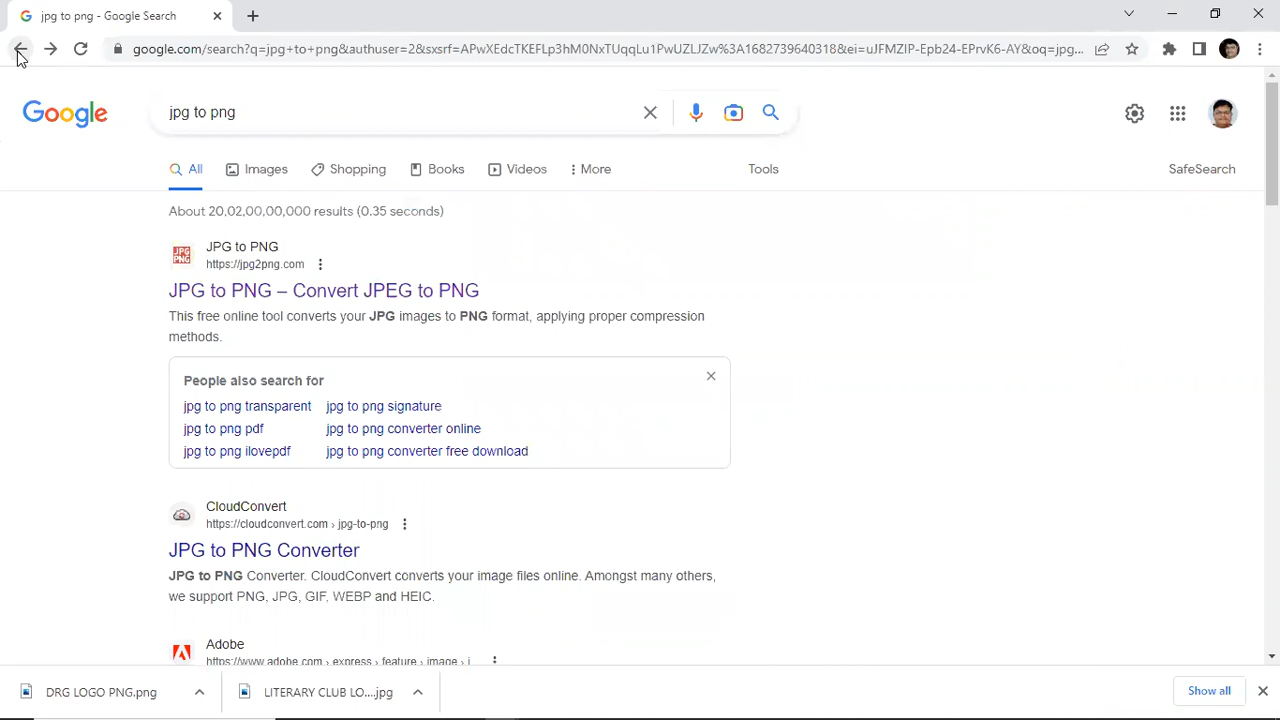 jpg to png - Google Search
google.com/search?q=jpg+to+png&authuser=2&sxsrf=APwXEdcTKEFLp3hM0NxTUqqLu1PwUZLJZw%3A1682739640318&ei=uJFMZIP-Epb24-EPrvK6-AY&oq=jpg...
Google
jpg to png
All
Images
Shopping
Books
Videos
More
Tools
SafeSearch
About 20,02,00,00,000 results (0.35 seconds)
JPG
PNG
JPG to PNG
https://jpg2png.com
JPG to PNG – Convert JPEG to PNG
This free online tool converts your JPG images to PNG format, applying proper compression
methods.
People also search for
jpg to png transparent
jpg to png signature
jpg to png pdf
jpg to png converter online
jpg to png ilovepdf
jpg to png converter free download
CloudConvert
https://cloudconvert.com › jpg-to-png
JPG to PNG Converter
JPG to PNG Converter. CloudConvert converts your image files online. Amongst many others,
we support PNG, JPG, GIF, WEBP and HEIC.
Adobe
https://www.adobe.com › express › feature › image › j...
DRG LOGO PNG.png
LITERARY CLUB LO....jpg
Show all